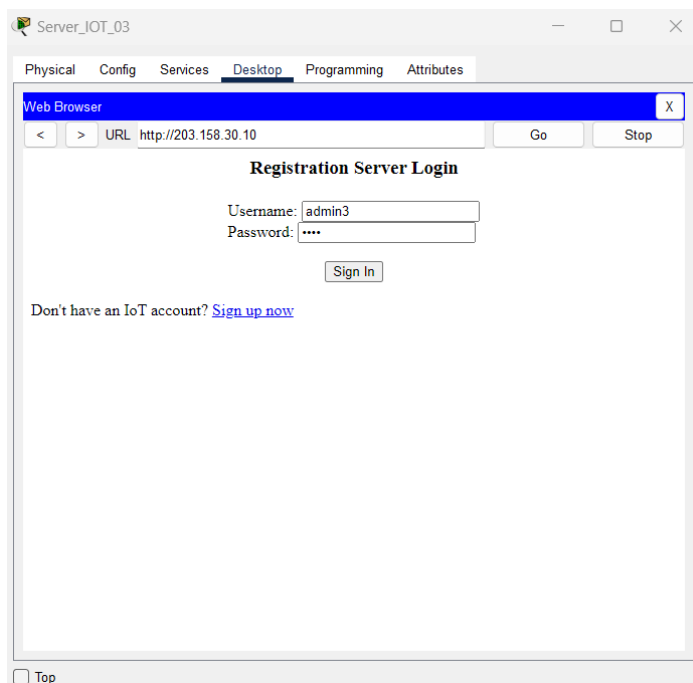 Server_IOT_03
Physical Config Services Desktop Programming Attributes
Web Browser X
< > URL http://203.158.30.10 Go Stop
Registration Server Login
Username: admin3
Password: ••••
Sign In
Don't have an IoT account? Sign up now
Top